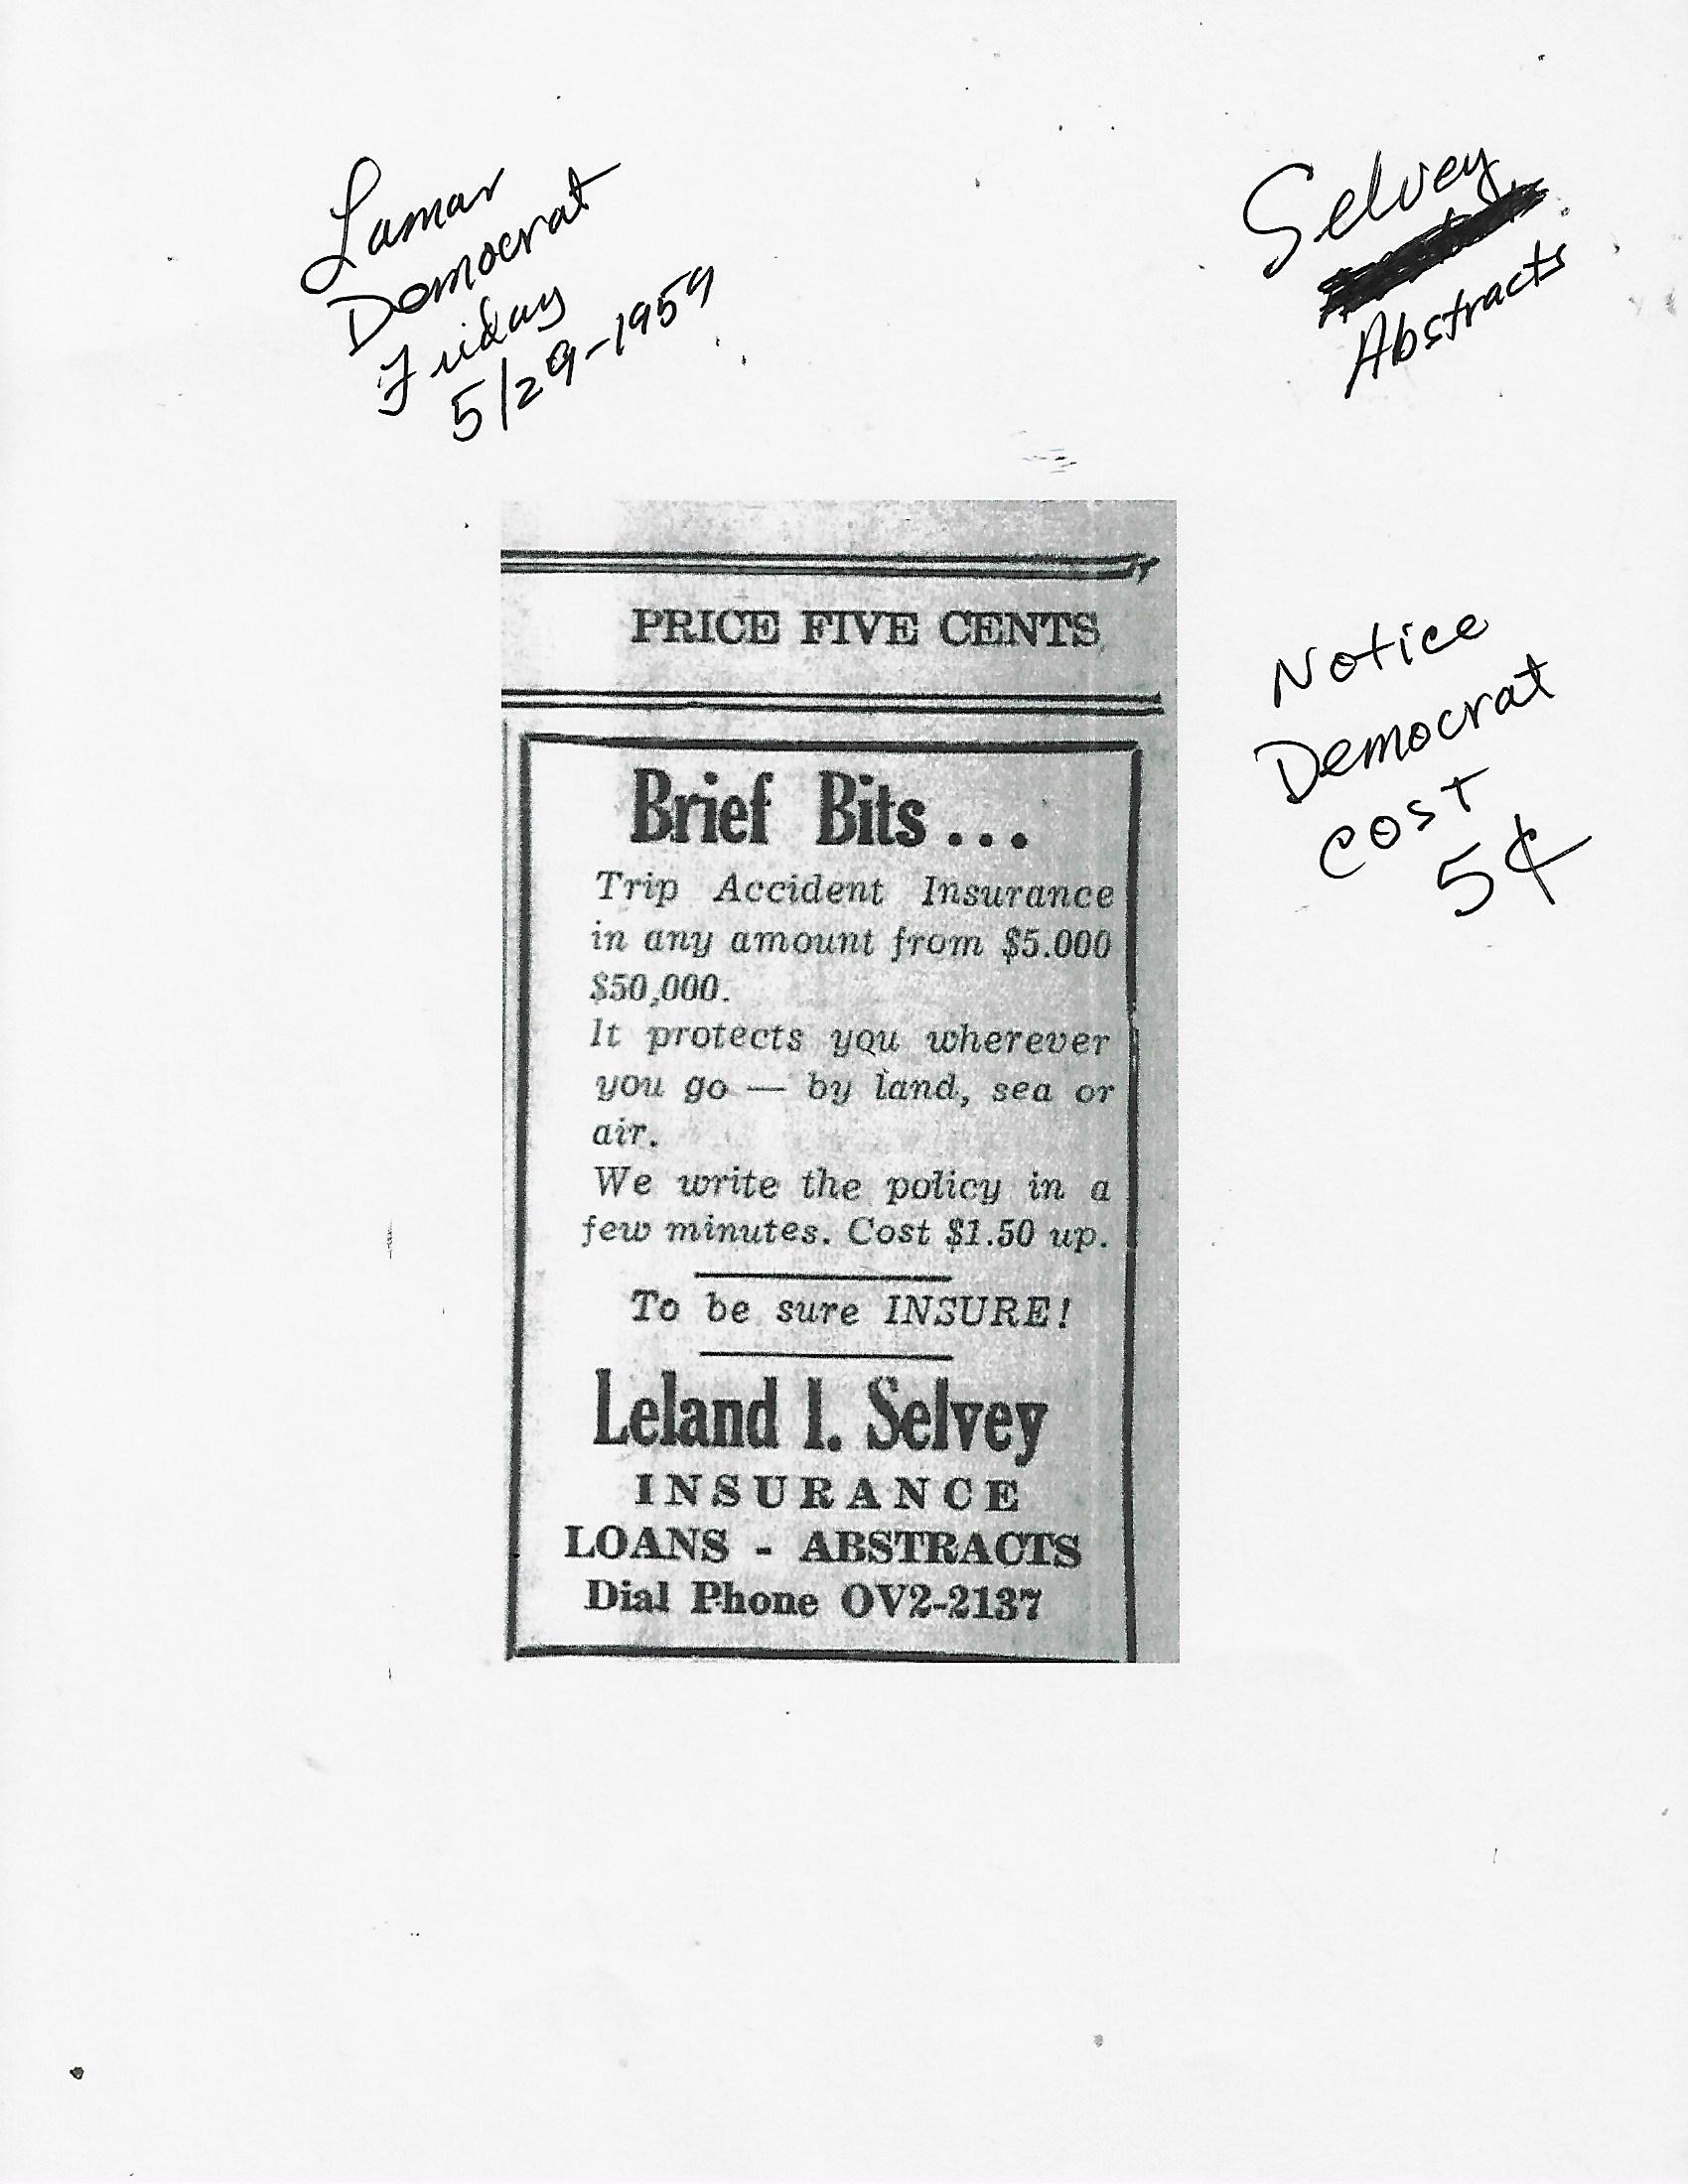 Lamar
Democrat
Friday
5/29-1959
Selvey
Abstracts
Notice
Democrat
cost
5¢
PRICE FIVE CENTS
Brief Bits...
Trip Accident Insurance
in any amount from $5.000
$50,000.
It protects you wherever
you go — by land, sea or
air.
We write the policy in a
few minutes. Cost $1.50 up.
To be sure INSURE!
Leland I. Selvey
INSURANCE
LOANS - ABSTRACTS
Dial Phone OV2-2137